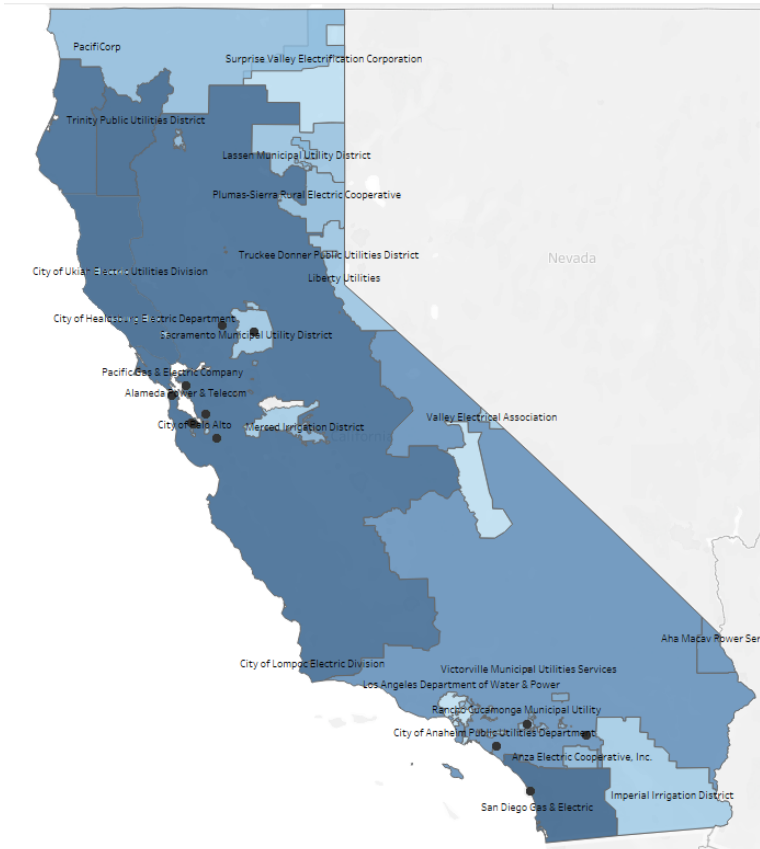 PacifiCorp
Surprise Valley Electrification Corporation
Trinity Public Utilities District
Lassen Municipal Utility District
Plumas-Sierra Rural Electric Cooperative
Truckee Donner Public Utilities District
Nevada
City of Ukiah Electric Utilities Division
Liberty Utilities
City of Healdsburg Electric Department
Sacramento Municipal Utility District
Pacific Gas & Electric Company
Alameda Power & Telecom
Valley Electrical Association
City of Palo Alto
Merced Irrigation District
California
Aha Macav Power Ser
City of Lompoc Electric Division
Victorville Municipal Utilities Services
Los Angeles Department of Water & Power
Rancho Cucamonga Municipal Utility
City of Anaheim Public Utilities Department
Anza Electric Cooperative, Inc.
Imperial Irrigation District
San Diego Gas & Electric